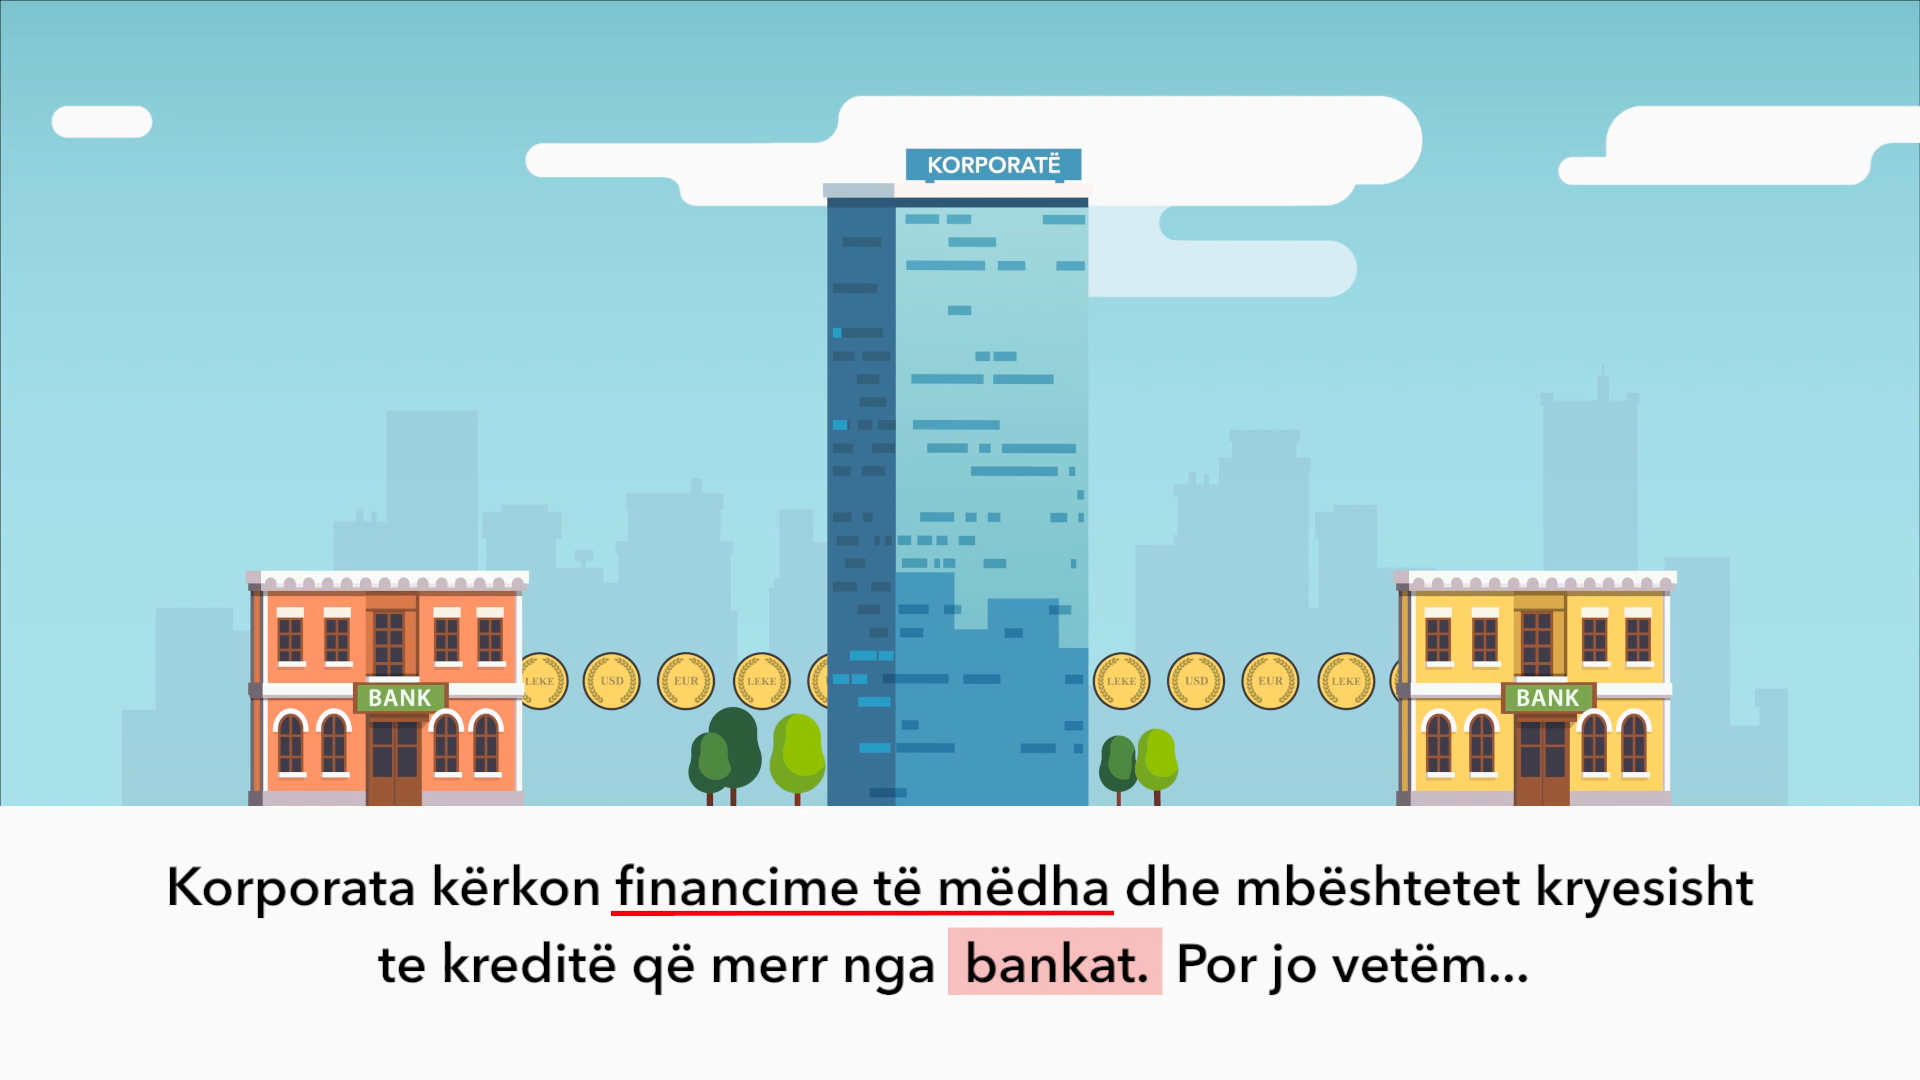 KORPORATË
LEKE USD EUR LEKE
LEKE USD EUR LEKE
BANK
BANK
Korporata kërkon financime të mëdha dhe mbështetet kryesisht
te kreditë që merr nga bankat. Por jo vetëm...